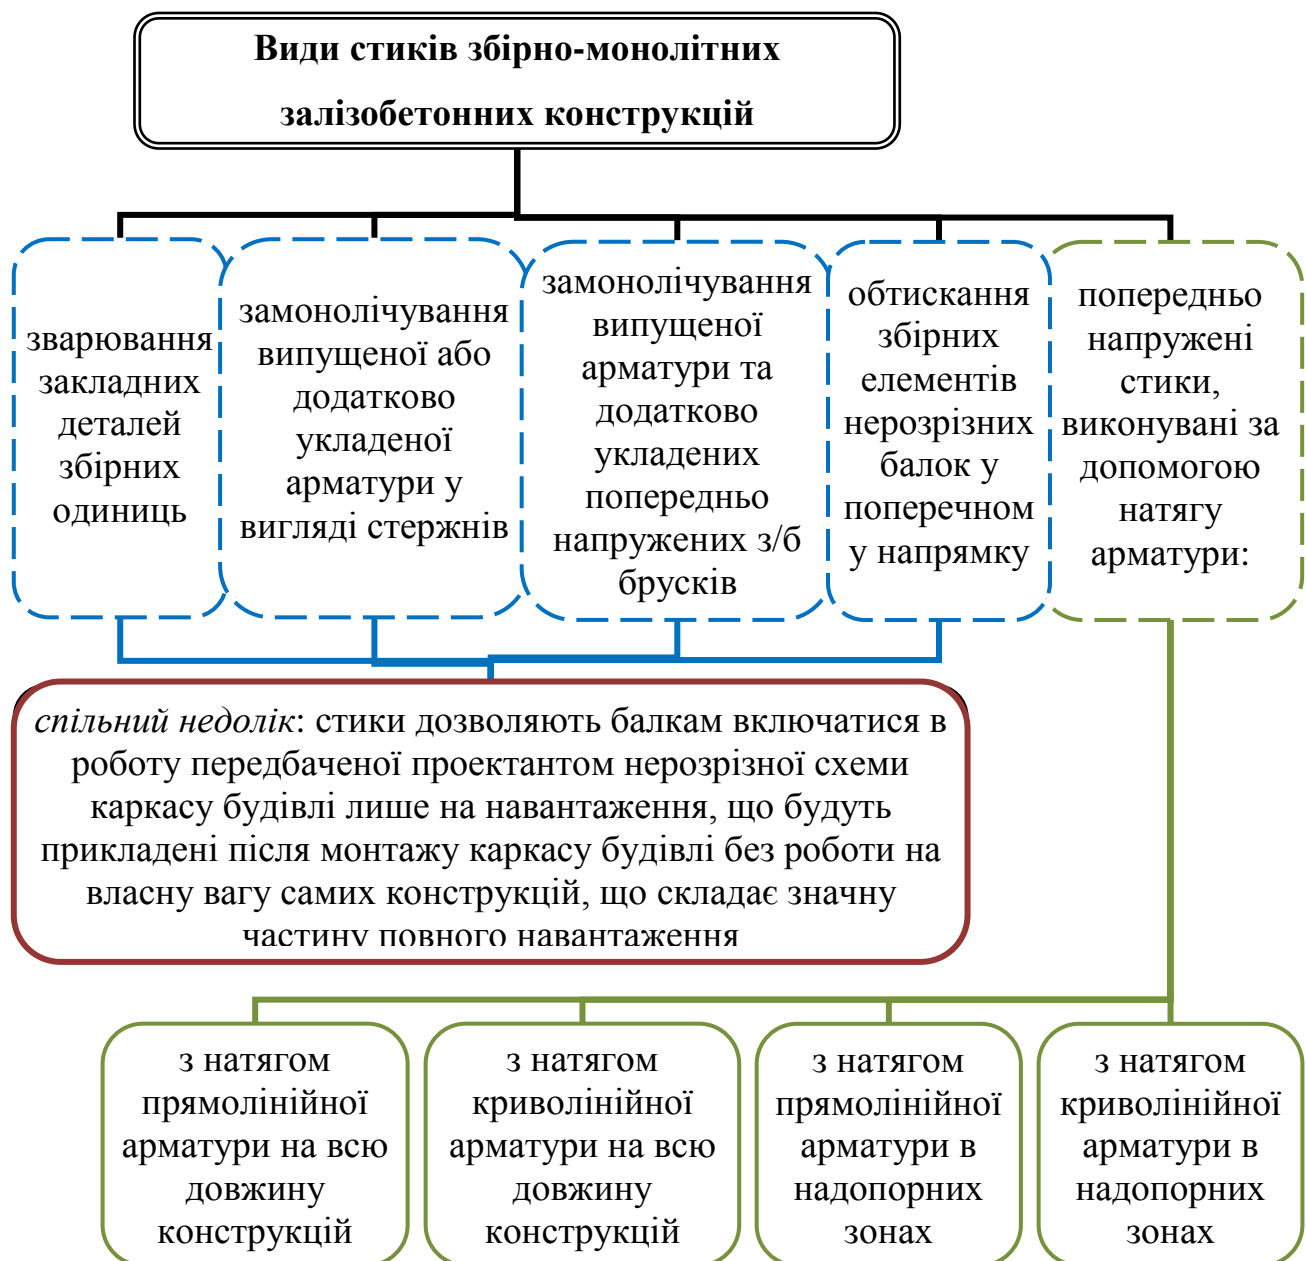 Види стиків збірно-монолітних
залізобетонних конструкцій
зварювання
закладних
деталей
збірних
одиниць
замонолічування
випущеної або
додатково
укладеної
арматури у
вигляді стержнів
замонолічування
випущеної
арматури та
додатково
укладених
попередньо
напружених з/б
брусків
обтискання
збірних
елементів
нерозрізних
балок у
поперечном
у напрямку
попередньо
напружені
стики,
виконувані за
допомогою
натягу
арматури:
спільний недолік: стики дозволяють балкам включатися в
роботу передбаченої проектантом нерозрізної схеми
каркасу будівлі лише на навантаження, що будуть
прикладені після монтажу каркасу будівлі без роботи на
власну вагу самих конструкцій, що складає значну
частину повного навантаження
з натягом
прямолінійної
арматури на всю
довжину
конструкцій
з натягом
криволінійної
арматури на всю
довжину
конструкцій
з натягом
прямолінійної
арматури в
надопорних
зонах
з натягом
криволінійної
арматури в
надопорних
зонах